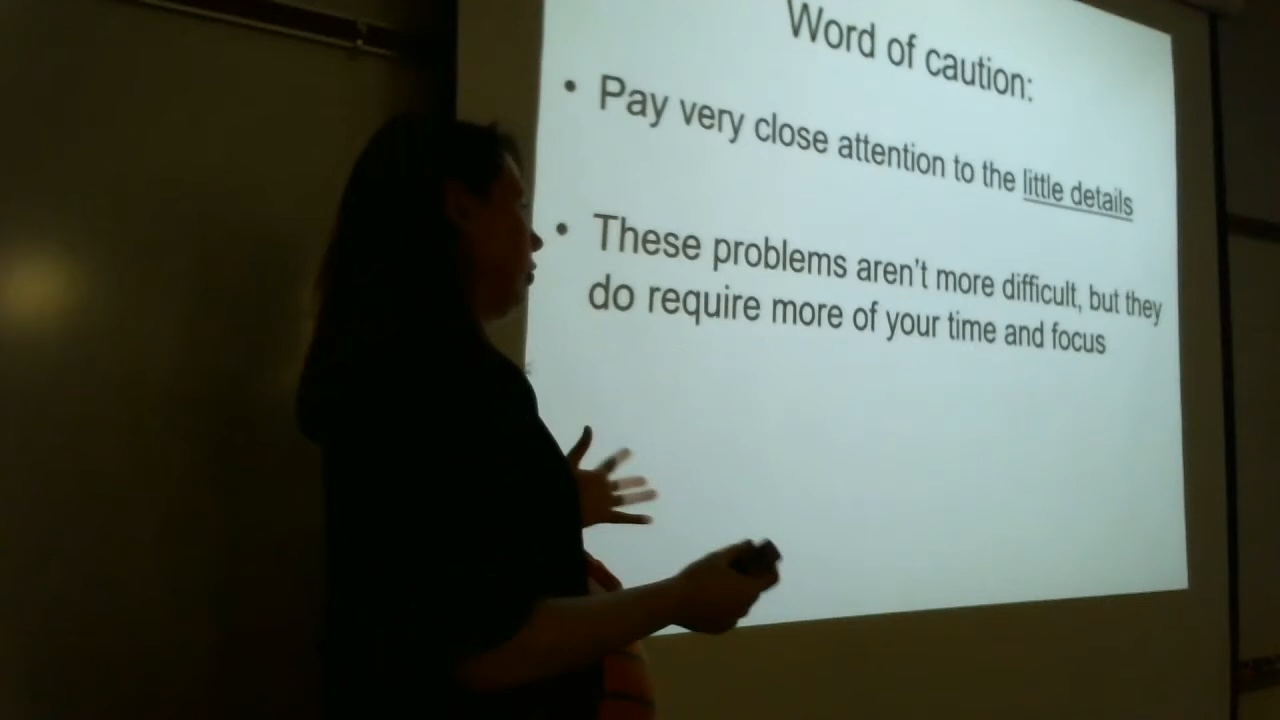 Word of caution:
• Pay very close attention to the little details
• These problems aren't more difficult, but they
do require more of your time and focus